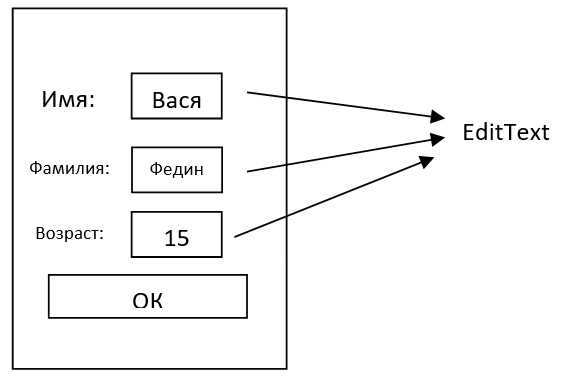 Имя:
Вася
EditText
Фамилия:
Федин
Возраст:
15
ОК